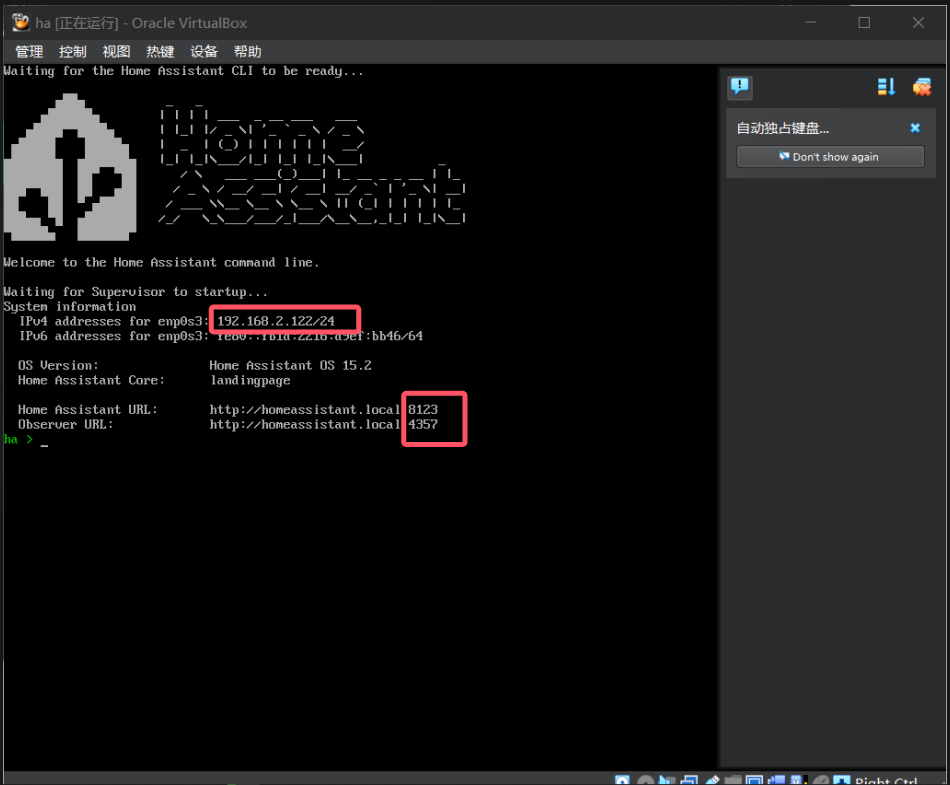 ha [正在运行] - Oracle VirtualBox
管理 控制 视图 热键 设备 帮助
Waiting for the Home Assistant CLI to be ready...
自动独占键盘...
Don't show again
Home
Assistant
Welcome to the Home Assistant command line.
Waiting for Supervisor to startup...
System information
IPv4 addresses for enp0s3: 192.168.2.122/24
IPv6 addresses for enp0s3: bb46/64
OS Version: Home Assistant OS 15.2
Home Assistant Core: landingpage
Home Assistant URL: http://homeassistant.local:8123
Observer URL: http://homeassistant.local:4357
ha > _
Right Ctrl